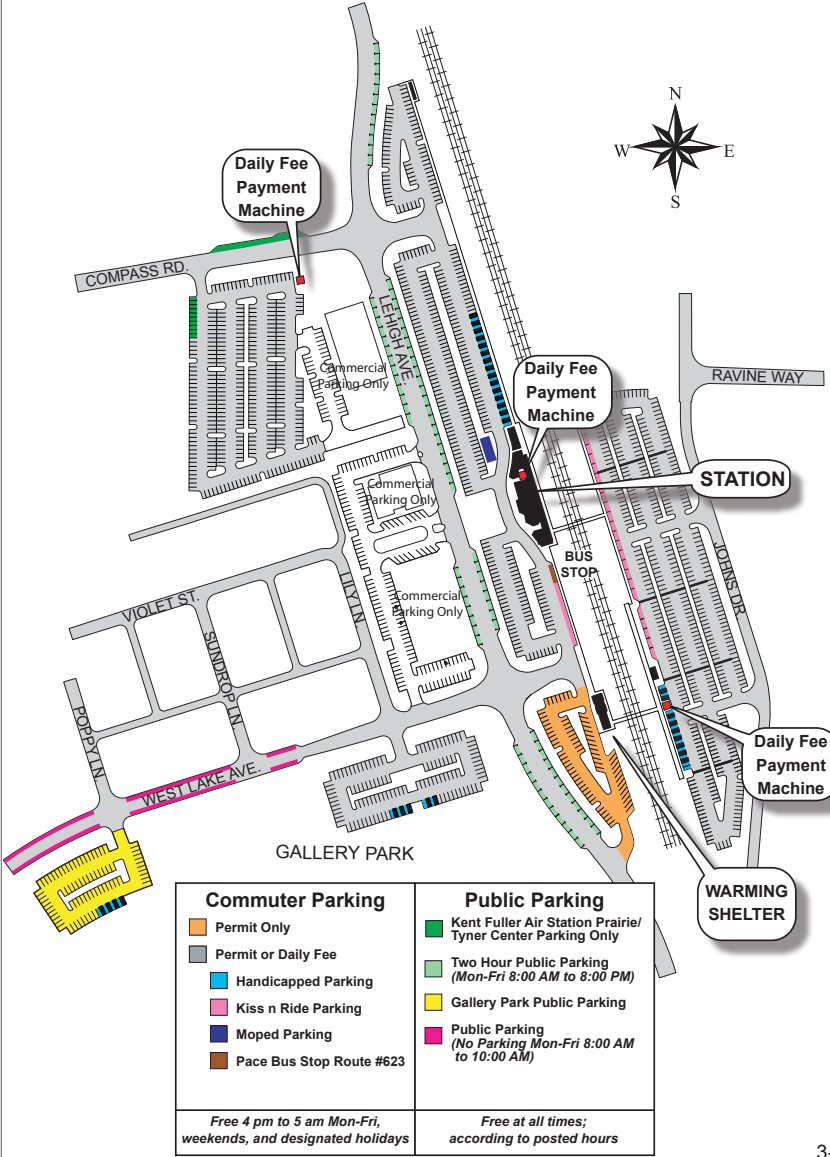 N
W
E
S
Daily Fee
Payment
Machine
COMPASS RD.
LEHIGH AVE.
Commercial
Parking Only
Daily Fee
Payment
Machine
RAVINE WAY
STATION
Commercial
Parking Only
BUS
STOP
JOHNS DR
Commercial
Parking Only
VIOLET ST.
LILY LN.
SUNDROP LN
POPPY LN
WEST LAKE AVE.
Daily Fee
Payment
Machine
GALLERY PARK
WARMING
SHELTER
Commuter Parking
Permit Only
Permit or Daily Fee
Handicapped Parking
Kiss n Ride Parking
Moped Parking
Pace Bus Stop Route #623
Free 4 pm to 5 am Mon-Fri,
weekends, and designated holidays
Public Parking
Kent Fuller Air Station Prairie/
Tyner Center Parking Only
Two Hour Public Parking
(Mon-Fri 8:00 AM to 8:00 PM)
Gallery Park Public Parking
Public Parking
(No Parking Mon-Fri 8:00 AM
to 10:00 AM)
Free at all times;
according to posted hours